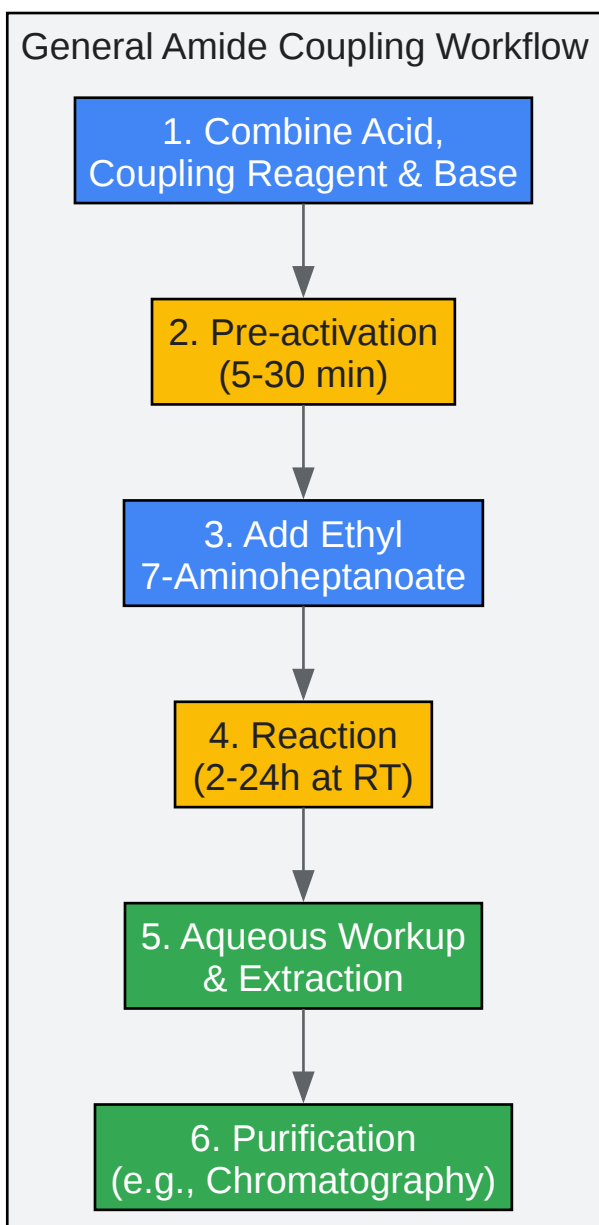 General Amide Coupling Workflow
1. Combine Acid,
Coupling Reagent & Base
2. Pre-activation
(5-30 min)
3. Add Ethyl
7-Aminoheptanoate
4. Reaction
(2-24h at RT)
5. Aqueous Workup
& Extraction
6. Purification
(e.g., Chromatography)